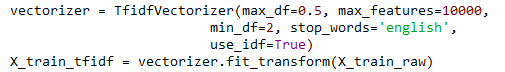 vectorizer = TfidfVectorizer(max_df=0.5, max_features=10000,
min_df=2, stop_words='english',
use_idf=True)
X_train_tfidf = vectorizer.fit_transform(X_train_raw)